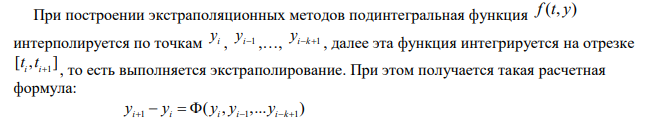 При построении экстраполяционных методов подинтегральная функция f(t, y)
интерполируется по точкам y_i , y_{i−1} ,…, y_{i−k+1} , далее эта функция интегрируется на отрезке
[t_i, t_{i+1}] , то есть выполняется экстраполирование. При этом получается такая расчетная
формула:
y_{i+1} − y_i = Φ(y_i, y_{i−1},...y_{i−k+1})